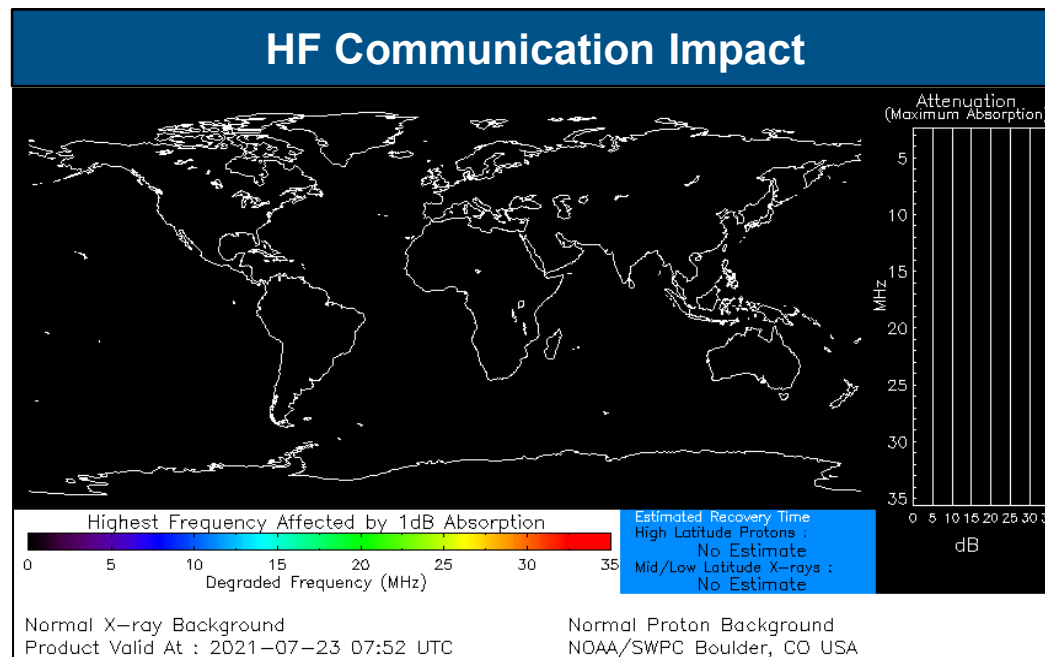 HF Communication Impact
Attenuation
(Maximum Absorption)
5
10
15
20
25
30
35
MHz
0 5 10 15 20 25 30
dB
Highest Frequency Affected by 1dB Absorption
0 5 10 15 20 25 30 35
Degraded Frequency (MHz)
Estimated Recovery Time
High Latitude Protons :
No Estimate
Mid/Low Latitude X-rays :
No Estimate
Normal X-ray Background
Normal Proton Background
Product Valid At : 2021-07-23 07:52 UTC
NOAA/SWPC Boulder, CO USA